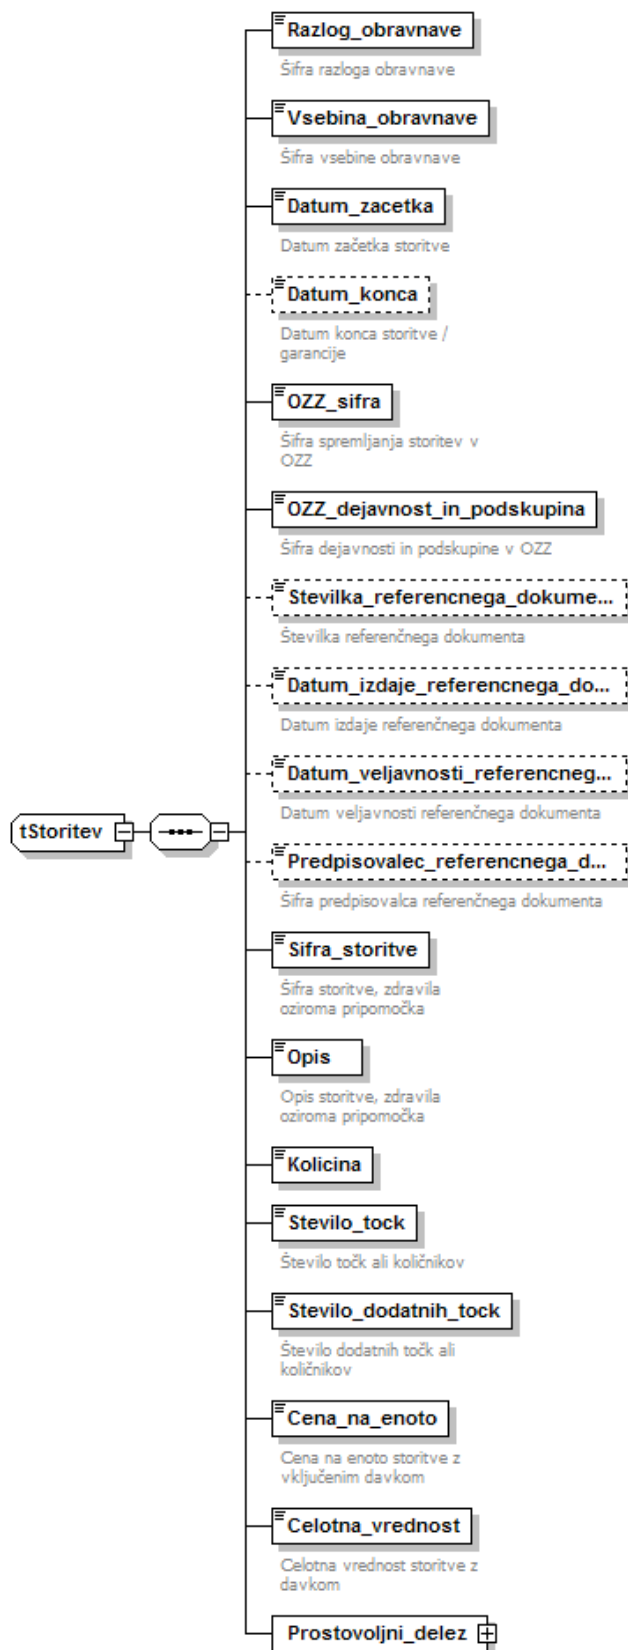 Razlog_obravnave
Šifra razloga obravnave
Vsebina_obravnave
Šifra vsebine obravnave
Datum_zacetka
Datum začetka storitve
Datum_konca
Datum konca storitve /
garancije
OZZ_sifra
Šifra spremljanja storitev v
OZZ
OZZ_dejavnost_in_podskupina
Šifra dejavnosti in podskupine v OZZ
Stevilka_referencnega_dokume...
Številka referenčnega dokumenta
Datum_izdaje_referencnega_do...
Datum izdaje referenčnega dokumenta
Datum_veljavnosti_referencneg...
Datum veljavnosti referenčnega dokumenta
tStoritev
Predpisovalec_referencnega_d...
Šifra predpisovalca referenčnega dokumenta
Sifra_storitve
Šifra storitve, zdravila
oziroma pripomočka
Opis
Opis storitve, zdravila
oziroma pripomočka
Kolicina
Stevilo_tock
Število točk ali količnikov
Stevilo_dodatnih_tock
Število dodatnih točk ali
količnikov
Cena_na_enoto
Cena na enoto storitve z
vključenim davkom
Celotna_vrednost
Celotna vrednost storitve z
davkom
Prostovoljni_delez